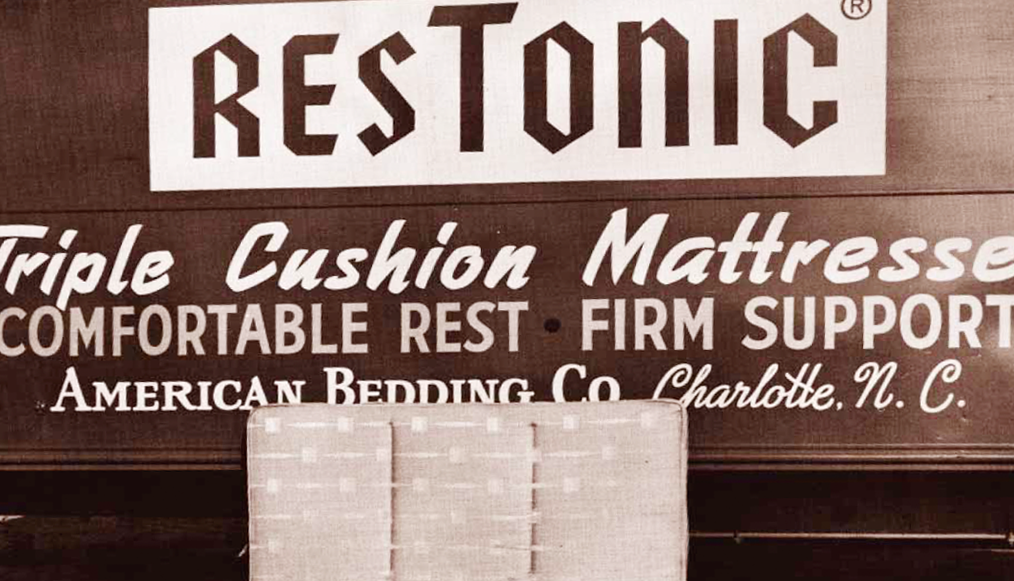 RESTONIC®
Triple Cushion Mattresse
COMFORTABLE REST • FIRM SUPPORT
AMERICAN BEDDING CO. Charlotte, N. C.